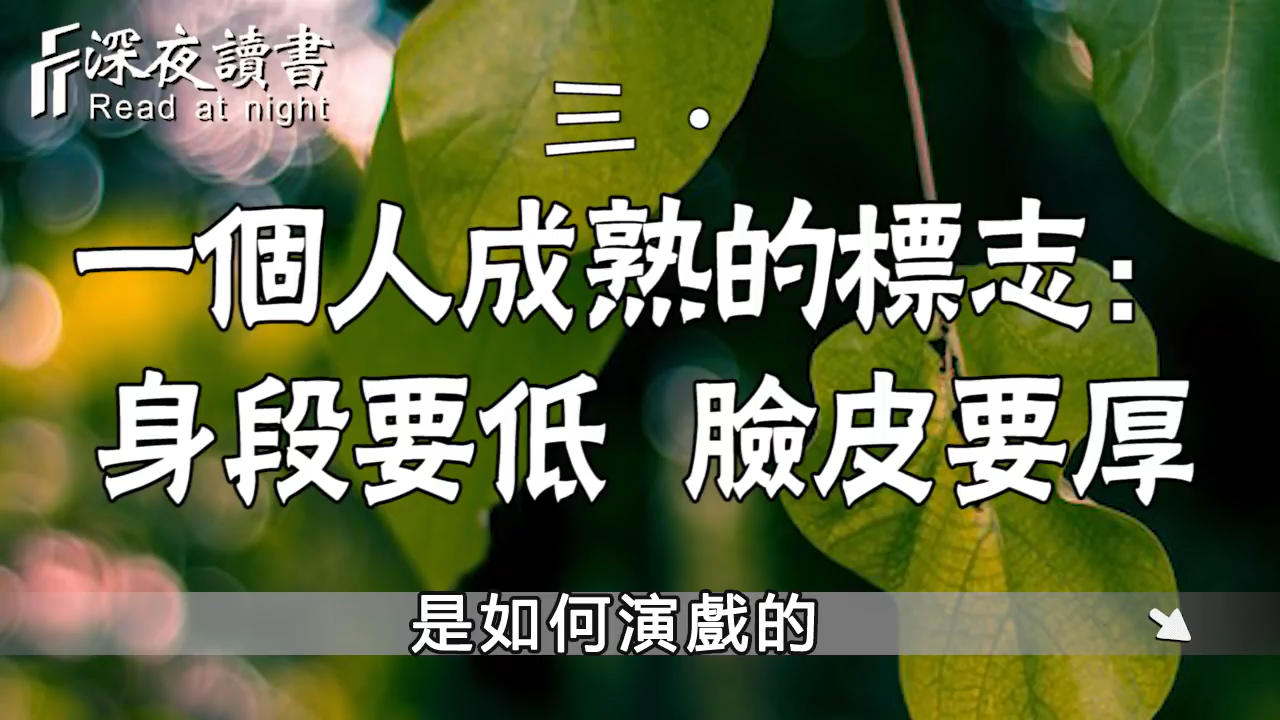 深夜讀書
Read at night
三·
一個人成熟的標志：
身段要低 臉皮要厚
是如何演戲的